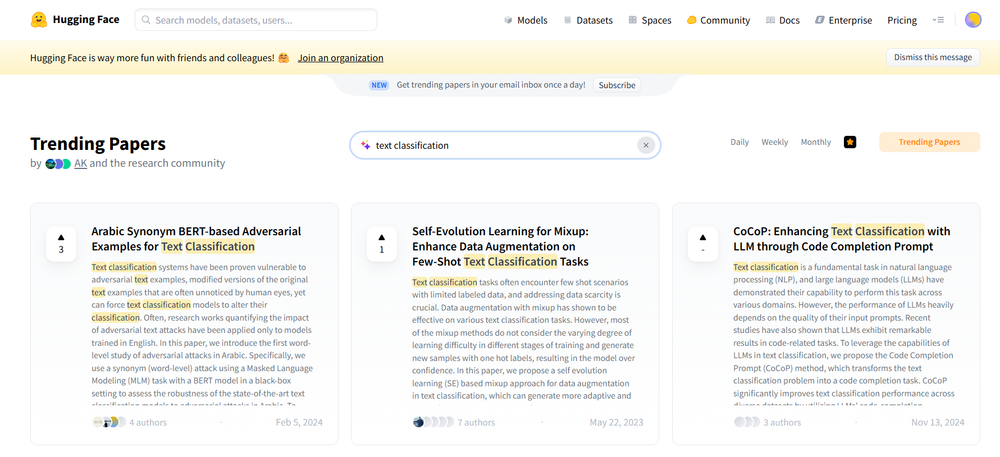 Hugging Face
Search models, datasets, users...
Models
Datasets
Spaces
Community
Docs
Enterprise
Pricing
Hugging Face is way more fun with friends and colleagues! 🤗 Join an organization
Dismiss this message
NEW Get trending papers in your email inbox once a day! Subscribe
Trending Papers
by AK and the research community
text classification
Daily
Weekly
Monthly
Trending Papers
3
Arabic Synonym BERT-based Adversarial
Examples for Text Classification
Text classification systems have been proven vulnerable to
adversarial text examples, modified versions of the original
text examples that are often unnoticed by human eyes, yet
can force text classification models to alter their
classification. Often, research works quantifying the impact
of adversarial text attacks have been applied only to models
trained in English. In this paper, we introduce the first word-
level study of adversarial attacks in Arabic. Specifically, we
use a synonym (word-level) attack using a Masked Language
Modeling (MLM) task with a BERT model in a black-box
setting to assess the robustness of the state-of-the-art text
classification models to adversarial attacks in Arabic. To
4 authors · Feb 5, 2024
1
Self-Evolution Learning for Mixup:
Enhance Data Augmentation on
Few-Shot Text Classification Tasks
Text classification tasks often encounter few shot scenarios
with limited labeled data, and addressing data scarcity is
crucial. Data augmentation with mixup has shown to be
effective on various text classification tasks. However, most
of the mixup methods do not consider the varying degree of
learning difficulty in different stages of training and generate
new samples with one hot labels, resulting in the model over
confidence. In this paper, we propose a self evolution
learning (SE) based mixup approach for data augmentation
in text classification, which can generate more adaptive and
7 authors · May 22, 2023
-
CoCoP: Enhancing Text Classification with
LLM through Code Completion Prompt
Text classification is a fundamental task in natural language
processing (NLP), and large language models (LLMs) have
demonstrated their capability to perform this task across
various domains. However, the performance of LLMs heavily
depends on the quality of their input prompts. Recent
studies have also shown that LLMs exhibit remarkable
results in code-related tasks. To leverage the capabilities of
LLMs in text classification, we propose the Code Completion
Prompt (CoCoP) method, which transforms the text
classification problem into a code completion task. CoCoP
significantly improves text classification performance across
diverse datasets by utilizing LLMs' code-completion
3 authors · Nov 13, 2024